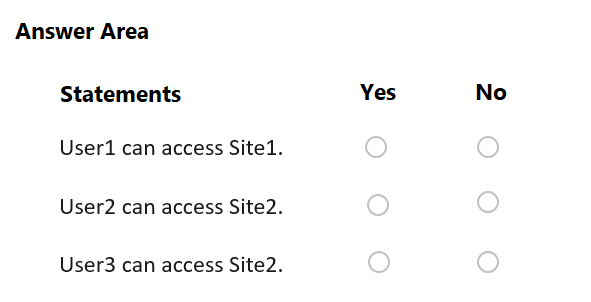 Answer Area
Statements Yes No
User1 can access Site1.
User2 can access Site2.
User3 can access Site2.